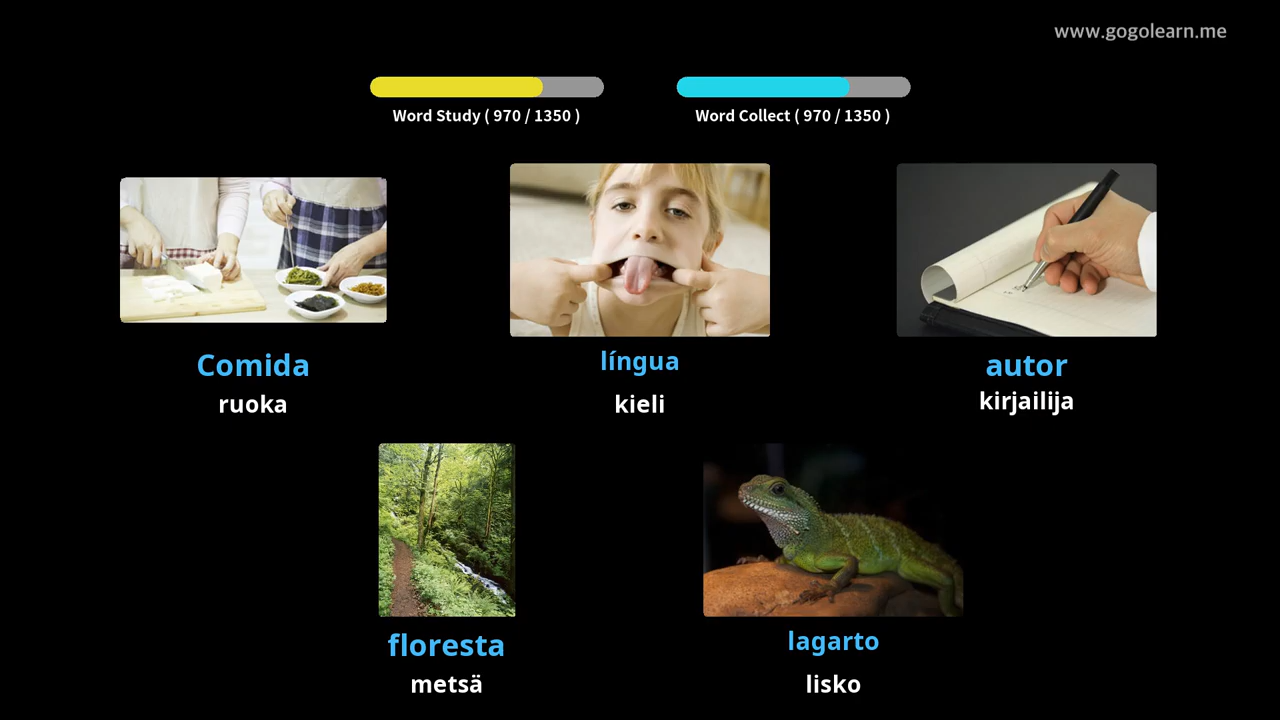 www.gogolearn.me
Word Study ( 970 / 1350 )
Word Collect ( 970 / 1350 )
Comida
ruoka
língua
kieli
autor
kirjailija
floresta
metsä
lagarto
lisko